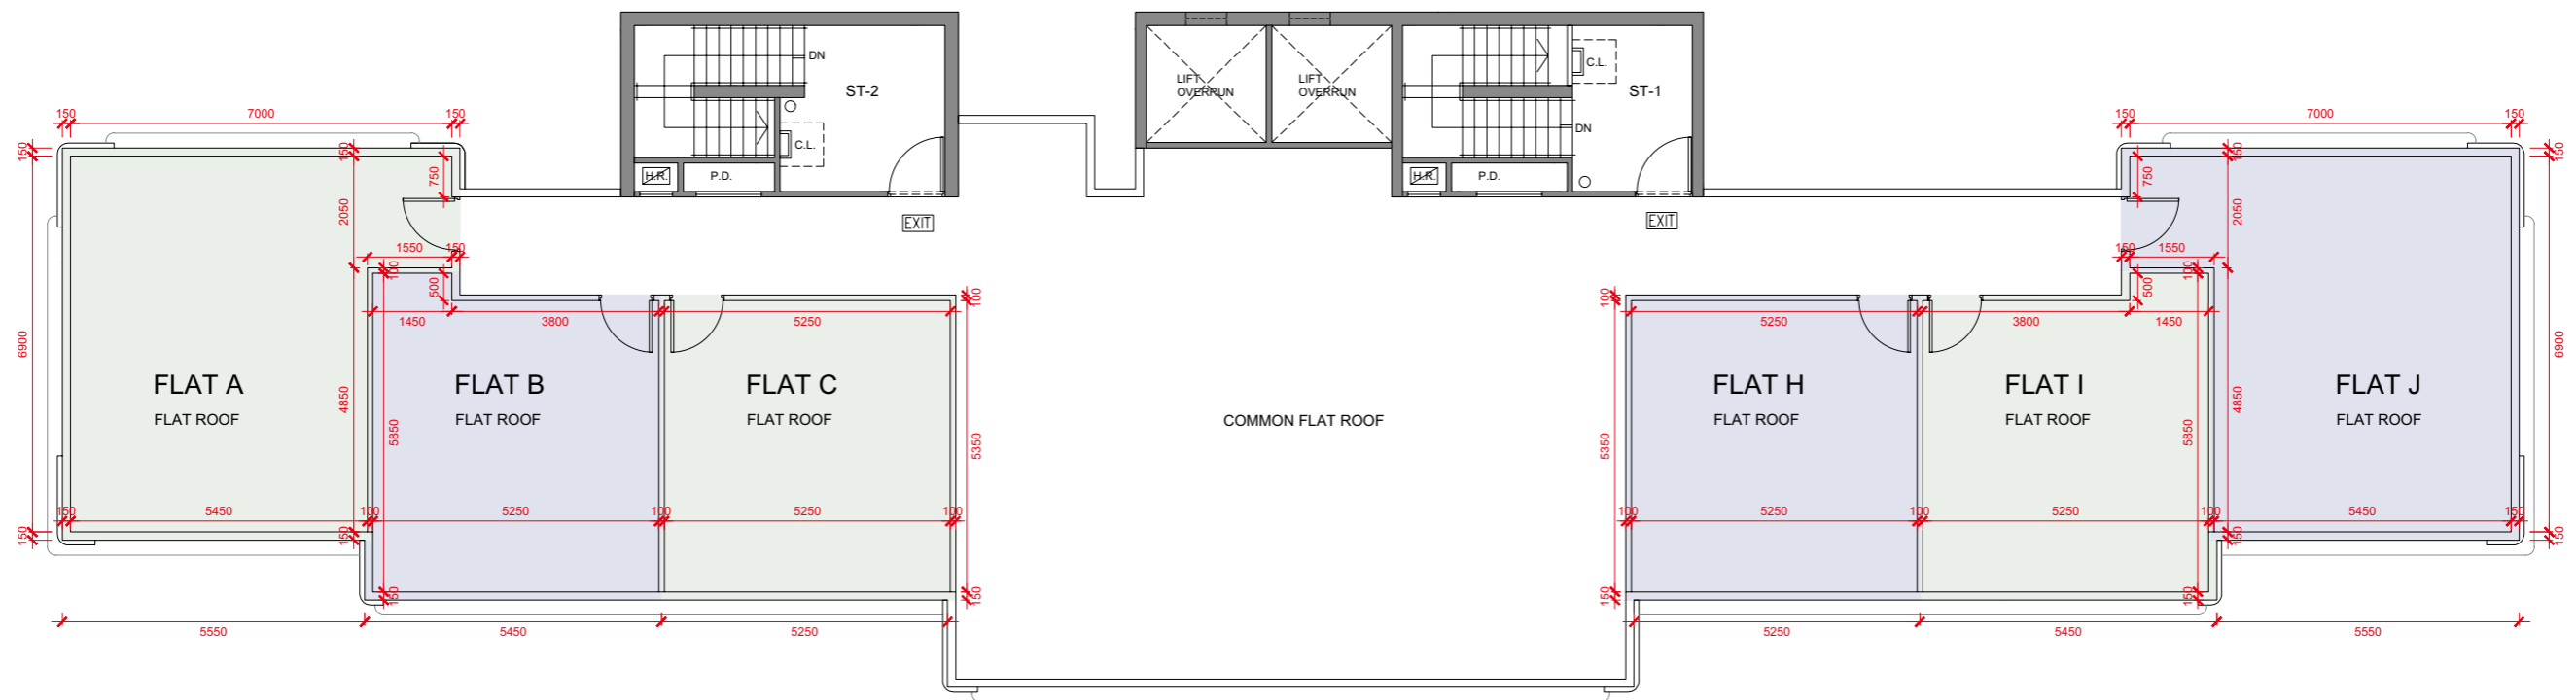 DN
ST-2
C.L.
H.R.
P.D.
EXIT
LIFT
OVERRUN
LIFT
OVERRUN
C.L.
ST-1
DN
H.R.
P.D.
EXIT
150
7000
150
150
150
750
2050
1550
150
100
500
6900
4850
1450
3800
5250
100
5850
5350
150
5450
100
5250
100
5250
100
150
150
150
150
5550
5450
5250
FLAT A
FLAT ROOF
FLAT B
FLAT ROOF
FLAT C
FLAT ROOF
COMMON FLAT ROOF
FLAT H
FLAT ROOF
FLAT I
FLAT ROOF
FLAT J
FLAT ROOF
150
7000
150
150
150
750
2050
150
1550
100
500
100
5250
3800
1450
5350
5850
4850
6900
100
5250
100
5250
100
5450
150
150
150
150
150
5250
5450
5550